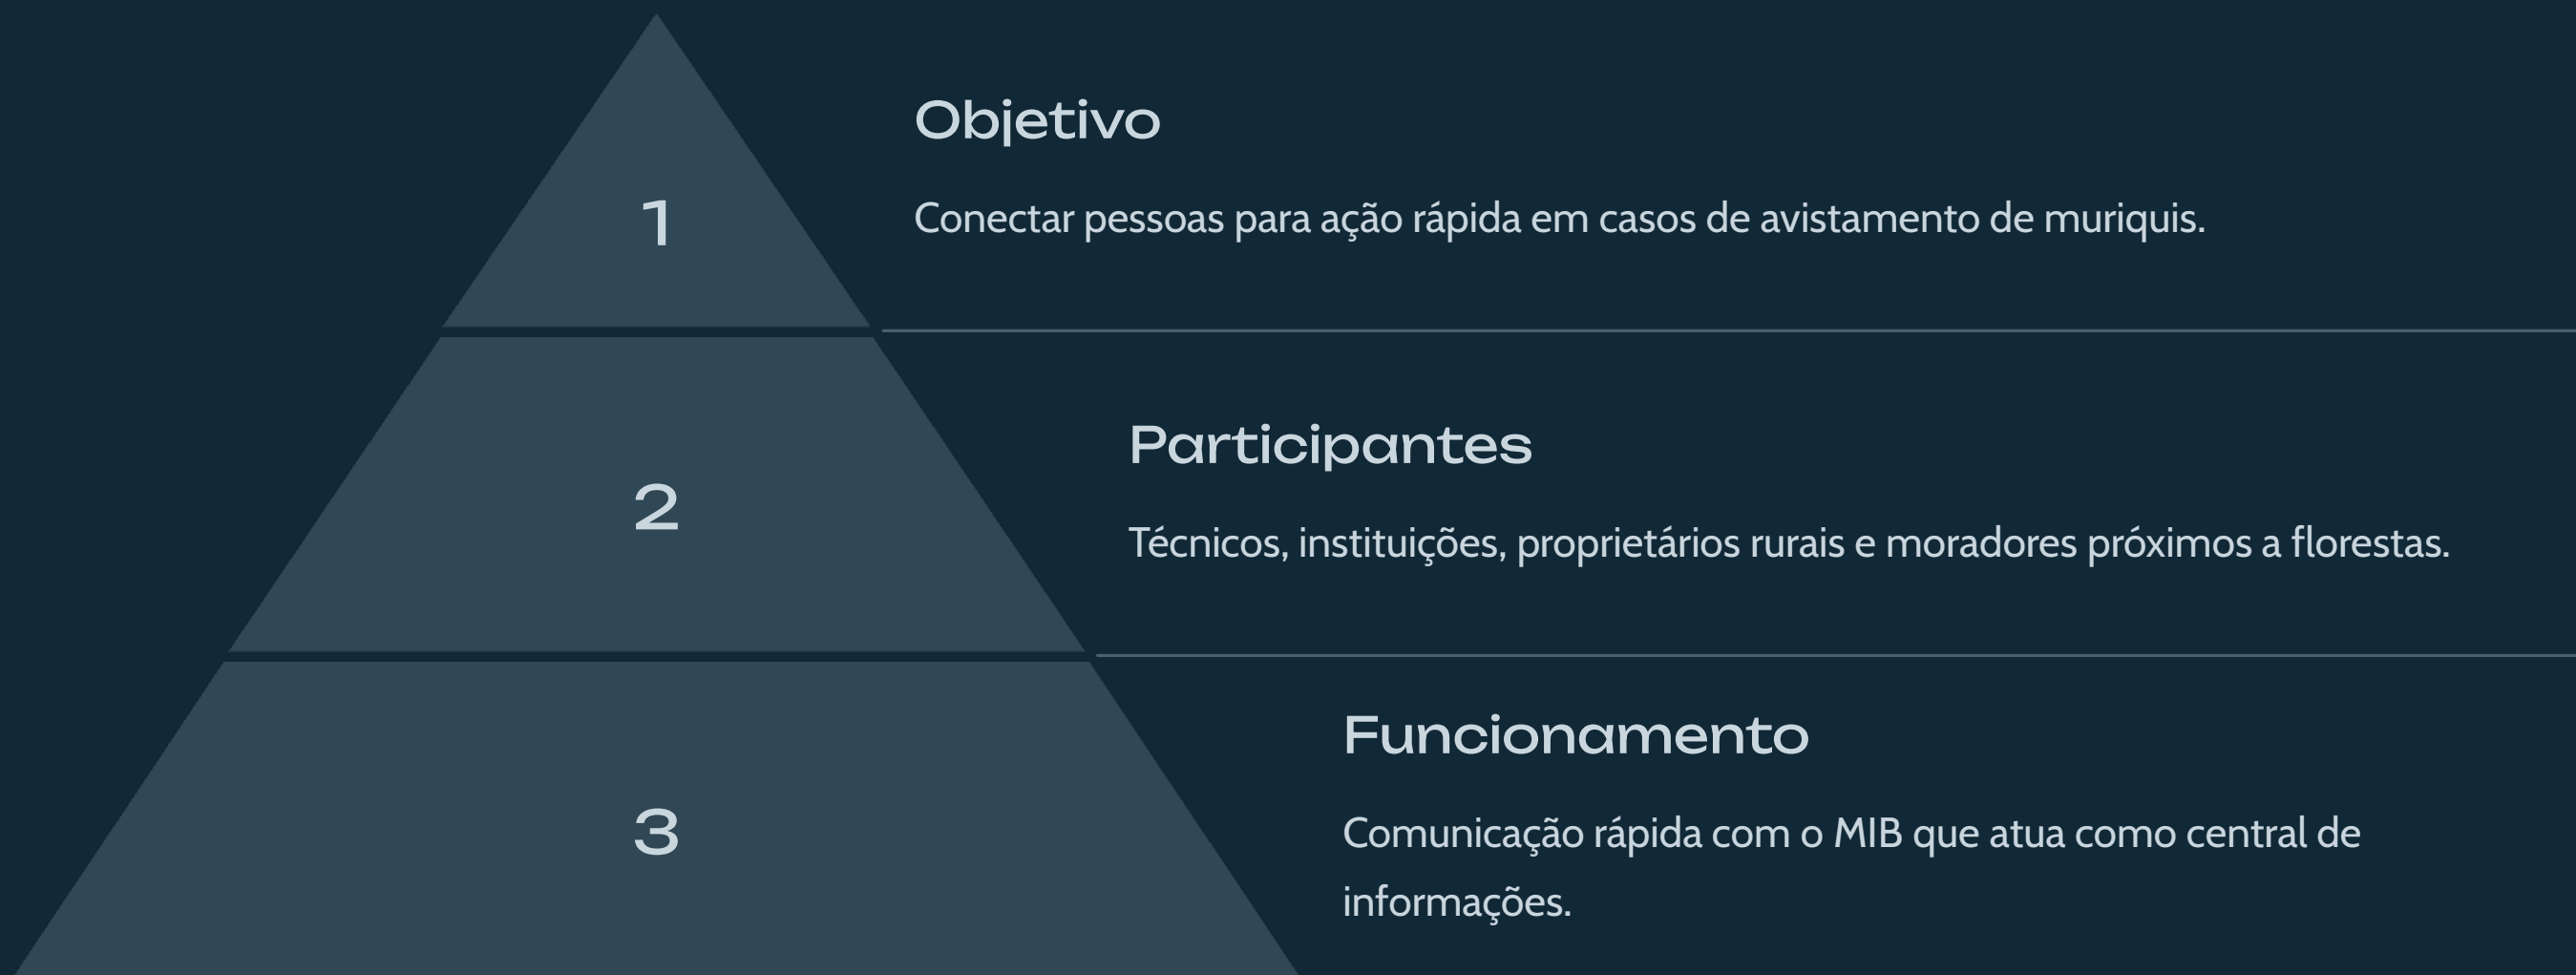 1
Objetivo
Conectar pessoas para ação rápida em casos de avistamento de muriquis.
2
Participantes
Técnicos, instituições, proprietários rurais e moradores próximos a florestas.
3
Funcionamento
Comunicação rápida com o MIB que atua como central de
informações.